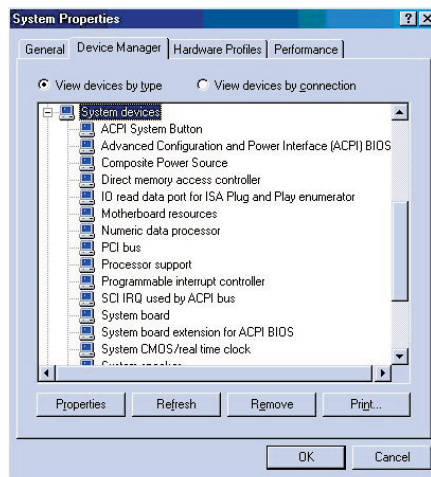 System Properties
General Device Manager Hardware Profiles Performance
View devices by type View devices by connection
System devices
ACPI System Button
Advanced Configuration and Power Interface (ACPI) BIOS
Composite Power Source
Direct memory access controller
IO read data port for ISA Plug and Play enumerator
Motherboard resources
Numeric data processor
PCI bus
Processor support
Programmable interrupt controller
SCI IRQ used by ACPI bus
System board
System board extension for ACPI BIOS
System CMOS/real time clock
System speaker
Properties Refresh Remove Print...
OK Cancel